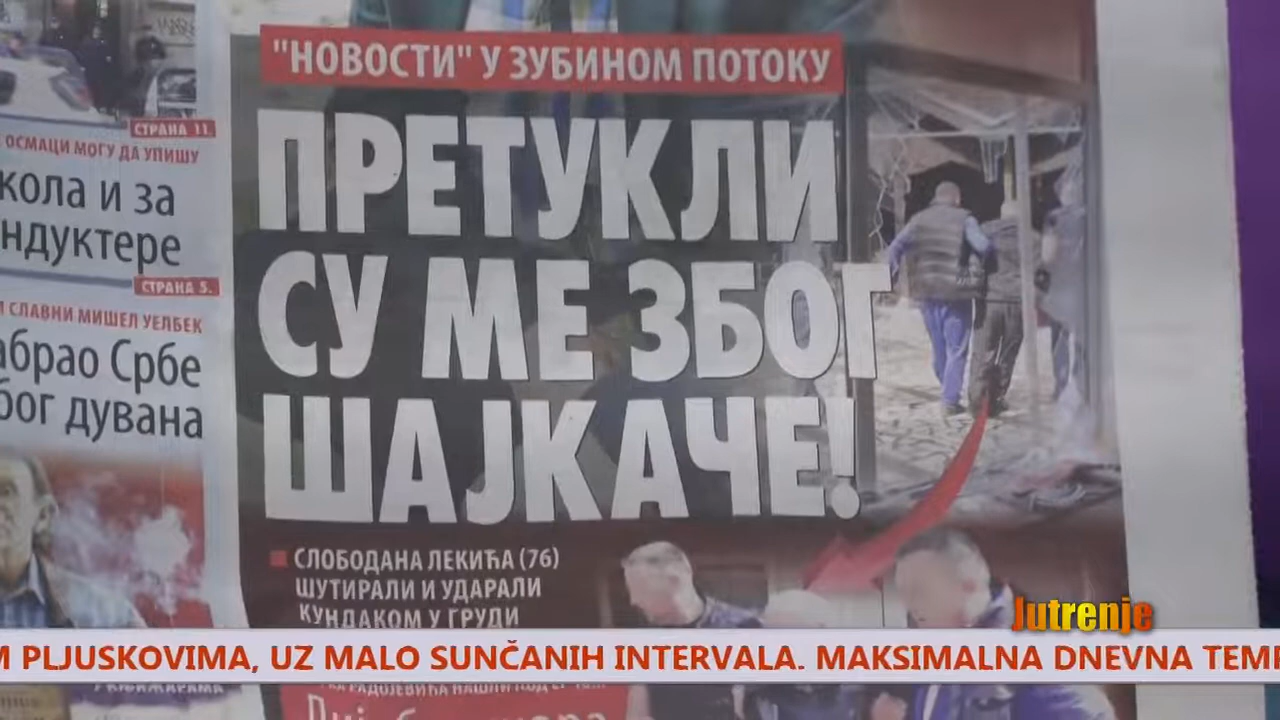 СТРАНА 11.
ОСМАЦИ МОГУ ДА УПИШУ
кола и за
ндуктере
СТРАНА 5.
СЛАВНИ МИШЕЛ УЕЛБЕК
абрао Србе
бог дувана
"НОВОСТИ" У ЗУБИНОМ ПОТОКУ
ПРЕТУКЛИ
СУ МЕ ЗБОГ
ШАЈКАЧЕ!
СЛОБОДАНА ЛЕКИЋА (76)
ШУТИРАЛИ И УДАРАЛИ
КУНДАКОМ У ГРУДИ
Jutrenje
M PLJUSKOVIMA, UZ MALO SUNČANIH INTERVALA. MAKSIMALNA DNEVNA TEMP